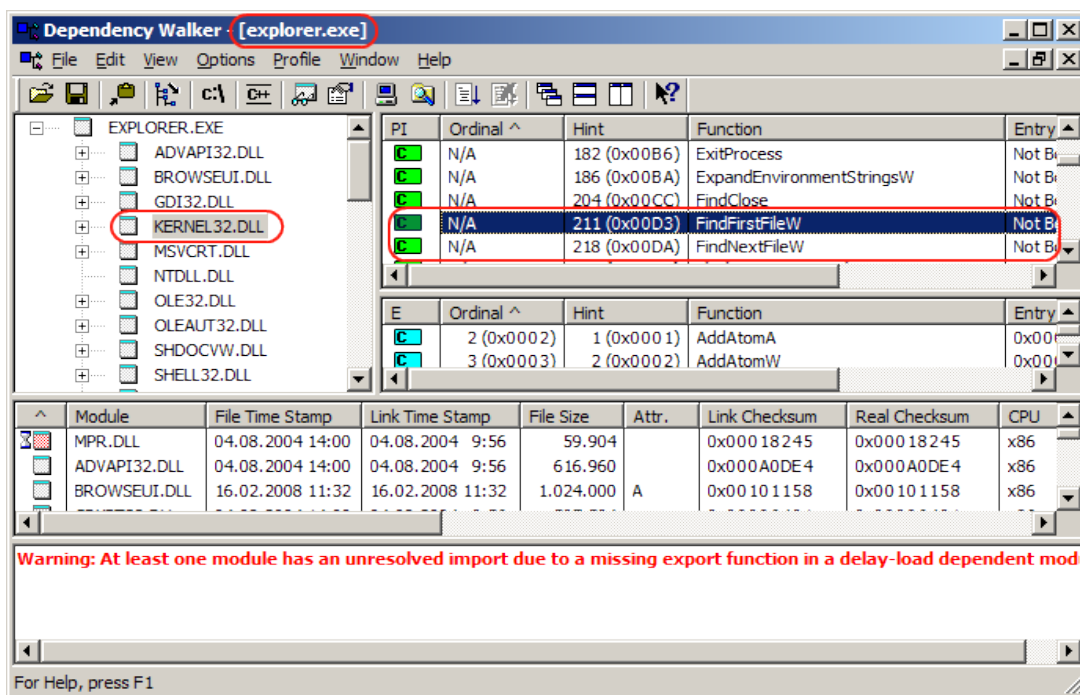 Dependency Walker - [explorer.exe]
File Edit View Options Profile Window Help
c:\ C++
EXPLORER.EXE
ADVAPI32.DLL
BROWSEUI.DLL
GDI32.DLL
KERNEL32.DLL
MSVCRT.DLL
NTDLL.DLL
OLE32.DLL
OLEAUT32.DLL
SHDOCVW.DLL
SHELL32.DLL
PI Ordinal ^ Hint Function Entry
C N/A 182 (0x00B6) ExitProcess Not B
C N/A 186 (0x00BA) ExpandEnvironmentStringsW Not B
C N/A 204 (0x00CC) FindClose Not B
C N/A 211 (0x00D3) FindFirstFileW Not B
C N/A 218 (0x00DA) FindNextFileW Not B
E Ordinal ^ Hint Function Entry
C 2 (0x0002) 1 (0x0001) AddAtomA 0x00
C 3 (0x0003) 2 (0x0002) AddAtomW 0x00
^ Module File Time Stamp Link Time Stamp File Size Attr. Link Checksum Real Checksum CPU
MPR.DLL 04.08.2004 14:00 04.08.2004 9:56 59.904 0x00018245 0x00018245 x86
ADVAPI32.DLL 04.08.2004 14:00 04.08.2004 9:56 616.960 0x000A0DE4 0x000A0DE4 x86
BROWSEUI.DLL 16.02.2008 11:32 16.02.2008 11:32 1.024.000 A 0x00101158 0x00101158 x86
Warning: At least one module has an unresolved import due to a missing export function in a delay-load dependent mod
For Help, press F1